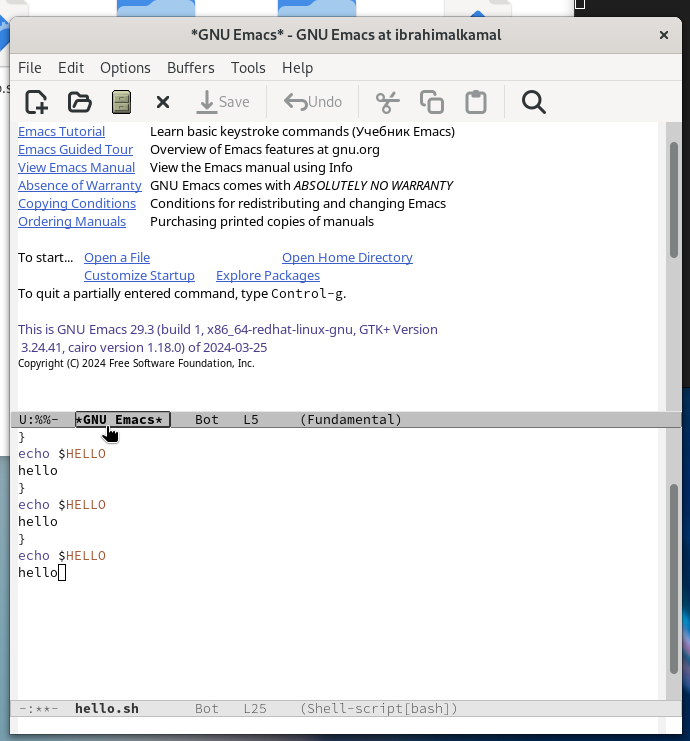 *GNU Emacs* - GNU Emacs at ibrahimalkamal
File Edit Options Buffers Tools Help
Save Undo
Emacs Tutorial Learn basic keystroke commands (Учебник Emacs)
Emacs Guided Tour Overview of Emacs features at gnu.org
View Emacs Manual View the Emacs manual using Info
Absence of Warranty GNU Emacs comes with ABSOLUTELY NO WARRANTY
Copying Conditions Conditions for redistributing and changing Emacs
Ordering Manuals Purchasing printed copies of manuals
To start... Open a File Open Home Directory
Customize Startup Explore Packages
To quit a partially entered command, type Control-g.
This is GNU Emacs 29.3 (build 1, x86_64-redhat-linux-gnu, GTK+ Version
3.24.41, cairo version 1.18.0) of 2024-03-25
Copyright (C) 2024 Free Software Foundation, Inc.
U:%%- *GNU Emacs* Bot L5 (Fundamental)
}
echo $HELLO
hello
}
echo $HELLO
hello
}
echo $HELLO
hello
-:**- hello.sh Bot L25 (Shell-script[bash])